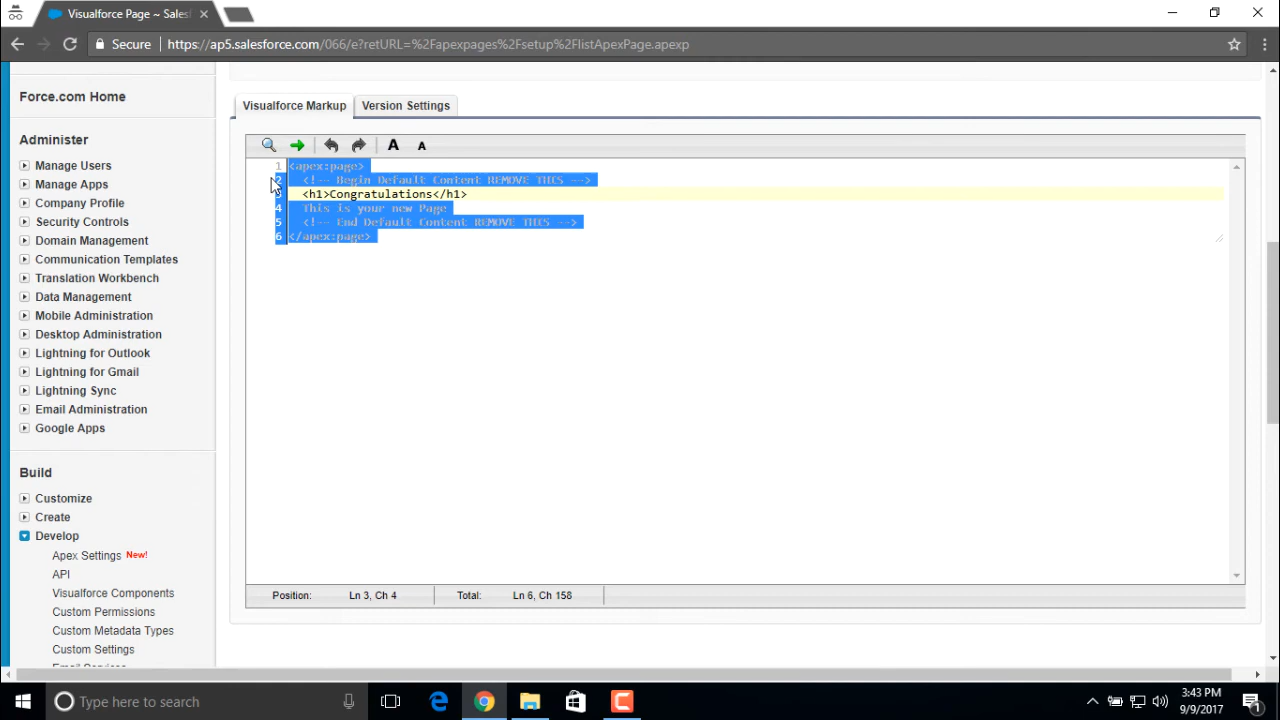 Visualforce Page ~ Sales
Secure
https://ap5.salesforce.com/066/e?retURL=%2Fapexpages%2Fsetup%2FlistApexPage.apexp
Force.com Home
Administer
Manage Users
Manage Apps
Company Profile
Security Controls
Domain Management
Communication Templates
Translation Workbench
Data Management
Mobile Administration
Desktop Administration
Lightning for Outlook
Lightning for Gmail
Lightning Sync
Email Administration
Google Apps
Build
Customize
Create
Develop
Apex Settings New!
API
Visualforce Components
Custom Permissions
Custom Metadata Types
Custom Settings
Email Services
Visualforce Markup Version Settings
A A
1 <apex:page>
2 <!-- Begin Default Content REMOVE THIS -->
3 <h1>Congratulations</h1>
4 This is your new Page
5 <!-- End Default Content REMOVE THIS -->
6 </apex:page>
Position: Ln 3, Ch 4 Total: Ln 6, Ch 158
Type here to search
3:43 PM
9/9/2017
1